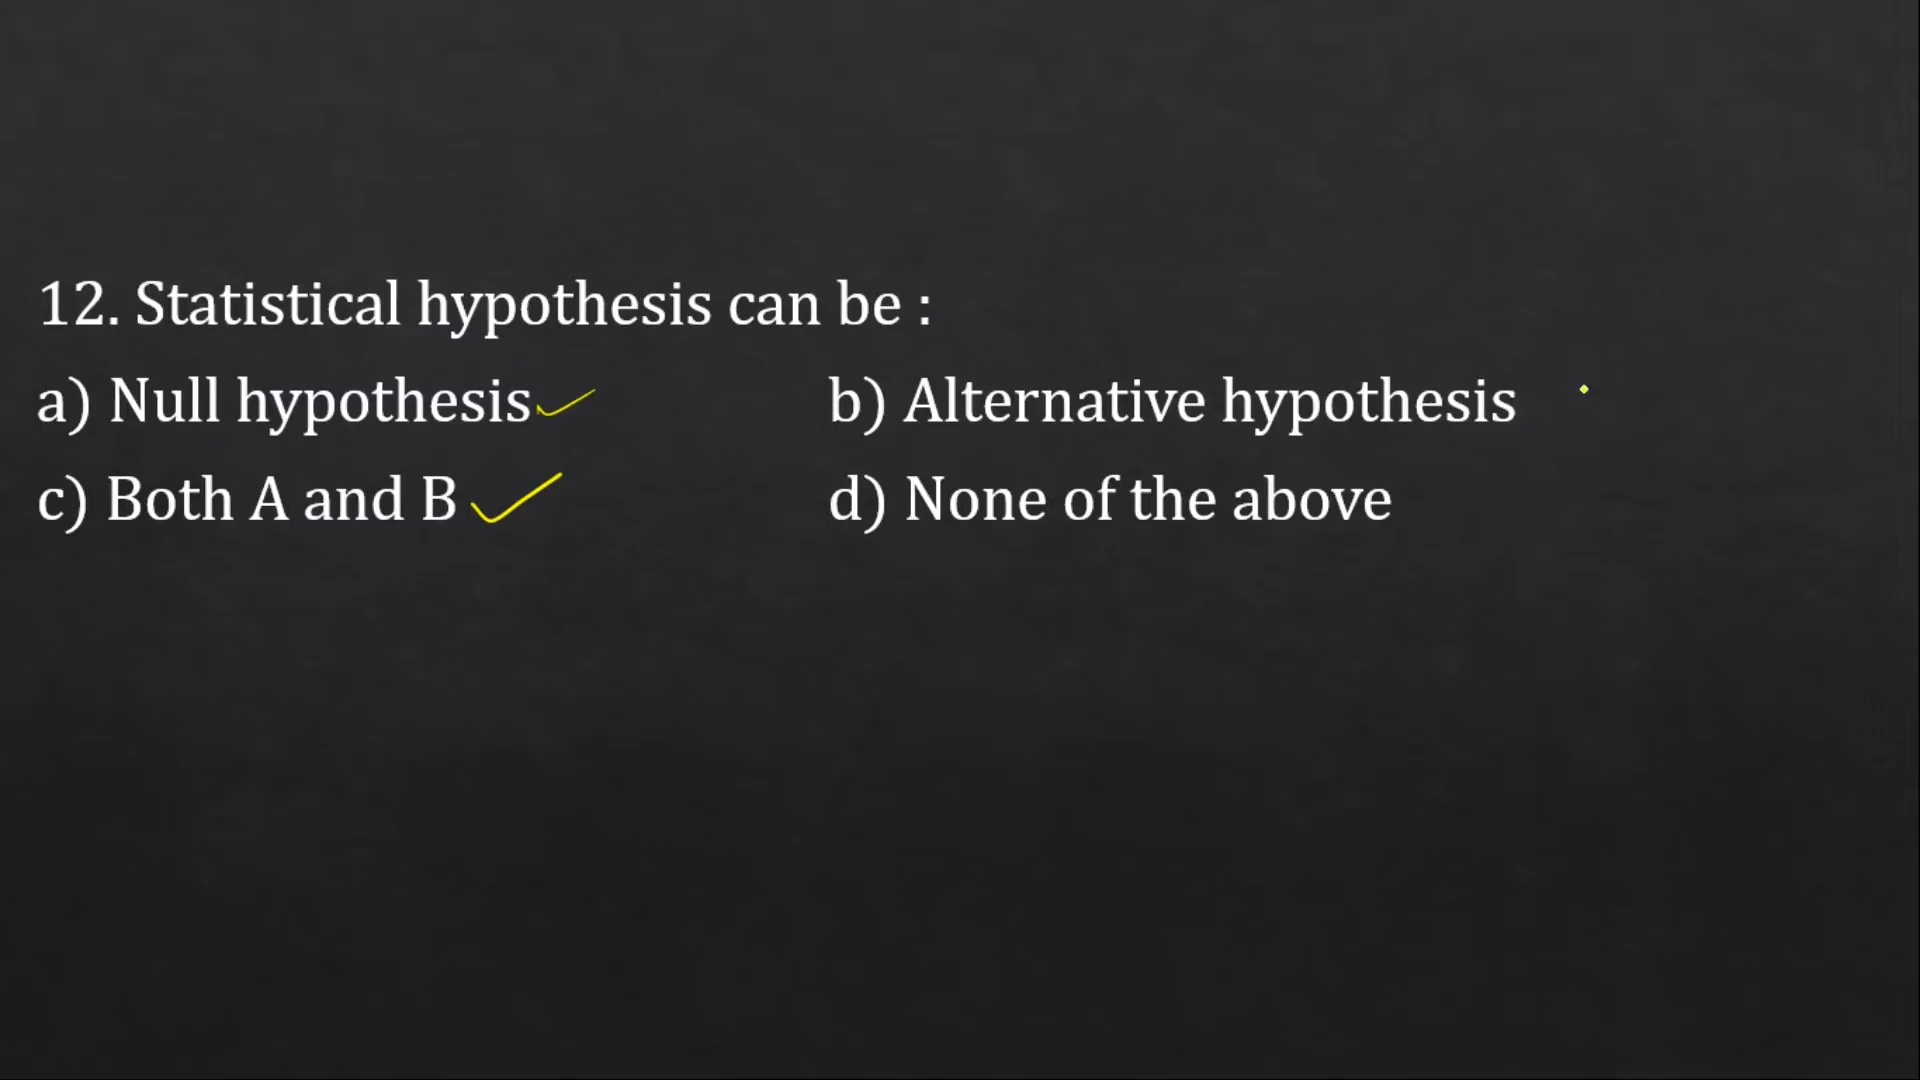 12. Statistical hypothesis can be :
a) Null hypothesis b) Alternative hypothesis
c) Both A and B d) None of the above